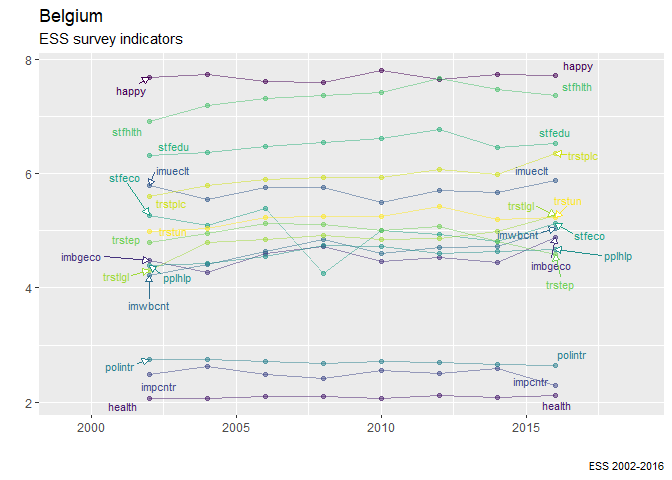 Belgium
ESS survey indicators
8
happy
happy
stfhlth
stfhlth
stfedu
stfedu
6
trstplc
imueclt
imueclt
stfeco
trstplc
trstlgl
trstun
trstun
trstep
imwbcnt
stfeco
imbgeco
pplhlp
imbgeco
trstlgl
pplhlp
trstep
4
imwbcnt
polintr
polintr
impcntr
impcntr
2
health
health
2000
2005
2010
2015
ESS 2002-2016